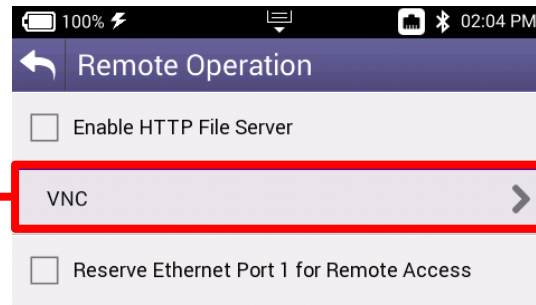 100% 02:04 PM
Remote Operation
Enable HTTP File Server
VNC
Reserve Ethernet Port 1 for Remote Access